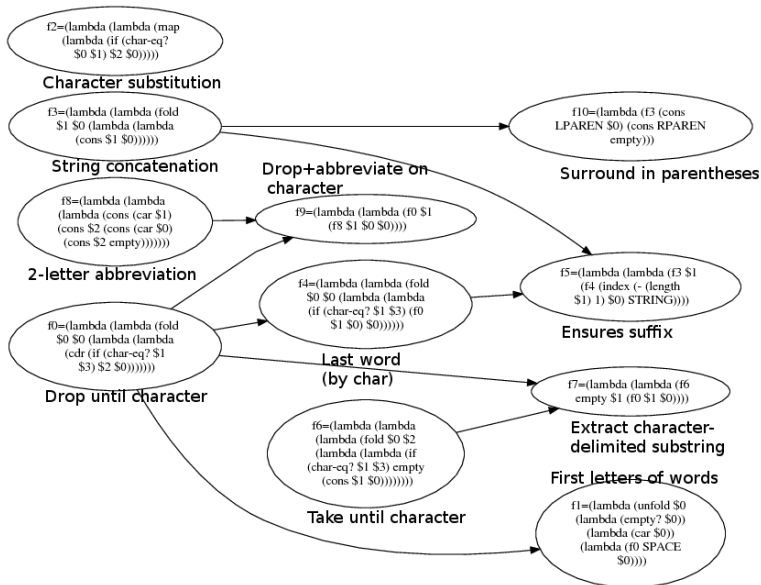 f2=(lambda (lambda (map
(lambda (if (char-eq?
$0 $1) $2 $0)))))
Character substitution
f3=(lambda (lambda (fold
$1 $0 (lambda (lambda
(cons $1 $0))))))
String concatenation
f10=(lambda (f3 (cons
LPAREN $0) (cons RPAREN
empty)))
Surround in parentheses
f8=(lambda (lambda
(lambda (cons (car $1)
(cons $2 (cons (car $0)
(cons $2 empty)))))))
2-letter abbreviation
Drop+abbreviate on
character
f9=(lambda (lambda (f0 $1
(f8 $1 $0 $0))))
f4=(lambda (lambda (fold
$0 $0 (lambda (lambda
(if (char-eq? $1 $3) (f0
$1 $0) $0))))))
Last word
(by char)
f5=(lambda (lambda (f3 $1
(f4 (index (- (length
$1) 1) $0) STRING))))
Ensures suffix
f0=(lambda (lambda (fold
$0 $0 (lambda (lambda
(cdr (if (char-eq? $1
$3) $2 $0)))))))
Drop until character
f7=(lambda (lambda (f6
empty $1 (f0 $1 $0))))
Extract character-
delimited substring
f6=(lambda (lambda
(lambda (fold $0 $2
(lambda (lambda (if
(char-eq? $1 $3) empty
(cons $1 $0))))))))
Take until character
First letters of words
f1=(lambda (unfold $0
(lambda (empty? $0))
(lambda (car $0))
(lambda (f0 SPACE
$0))))